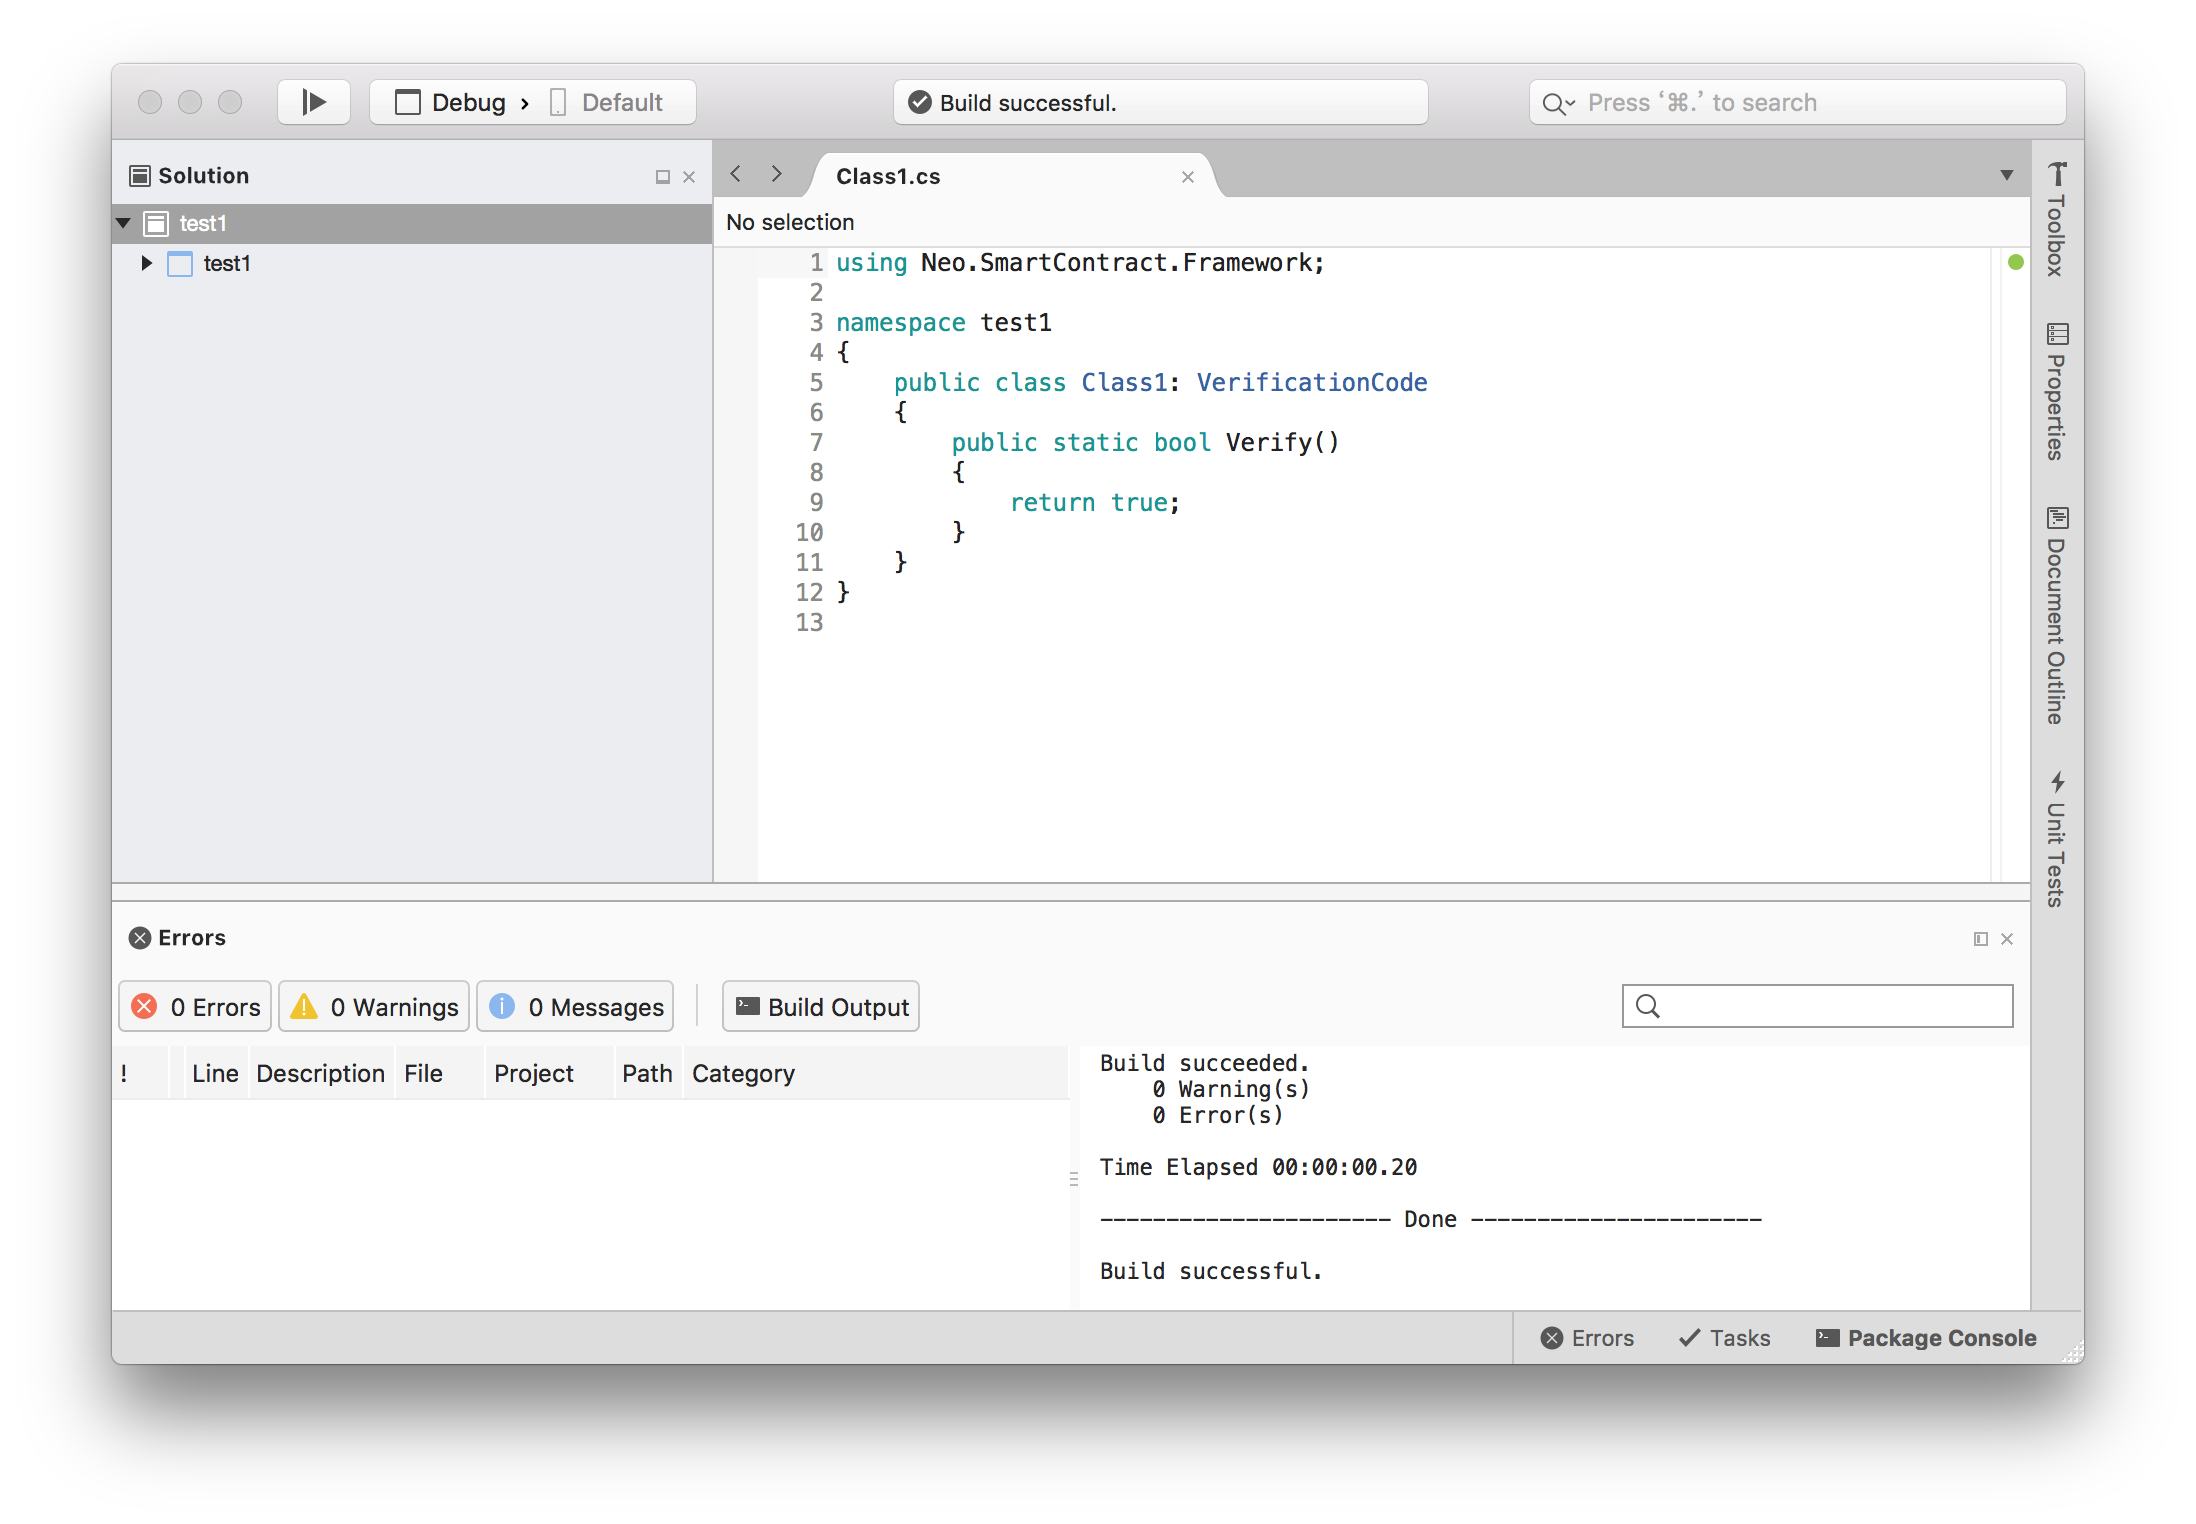 Debug › Default
Build successful.
Press ‘⌘.’ to search
Solution
test1
test1
Class1.cs
No selection
1 using Neo.SmartContract.Framework;
2
3 namespace test1
4 {
5     public class Class1: VerificationCode
6     {
7         public static bool Verify()
8         {
9             return true;
10         }
11     }
12 }
13
Toolbox
Properties
Document Outline
Unit Tests
Errors
0 Errors 0 Warnings 0 Messages Build Output
! Line Description File Project Path Category
Build succeeded.
    0 Warning(s)
    0 Error(s)
Time Elapsed 00:00:00.20
---------------------- Done ----------------------
Build successful.
Errors Tasks Package Console